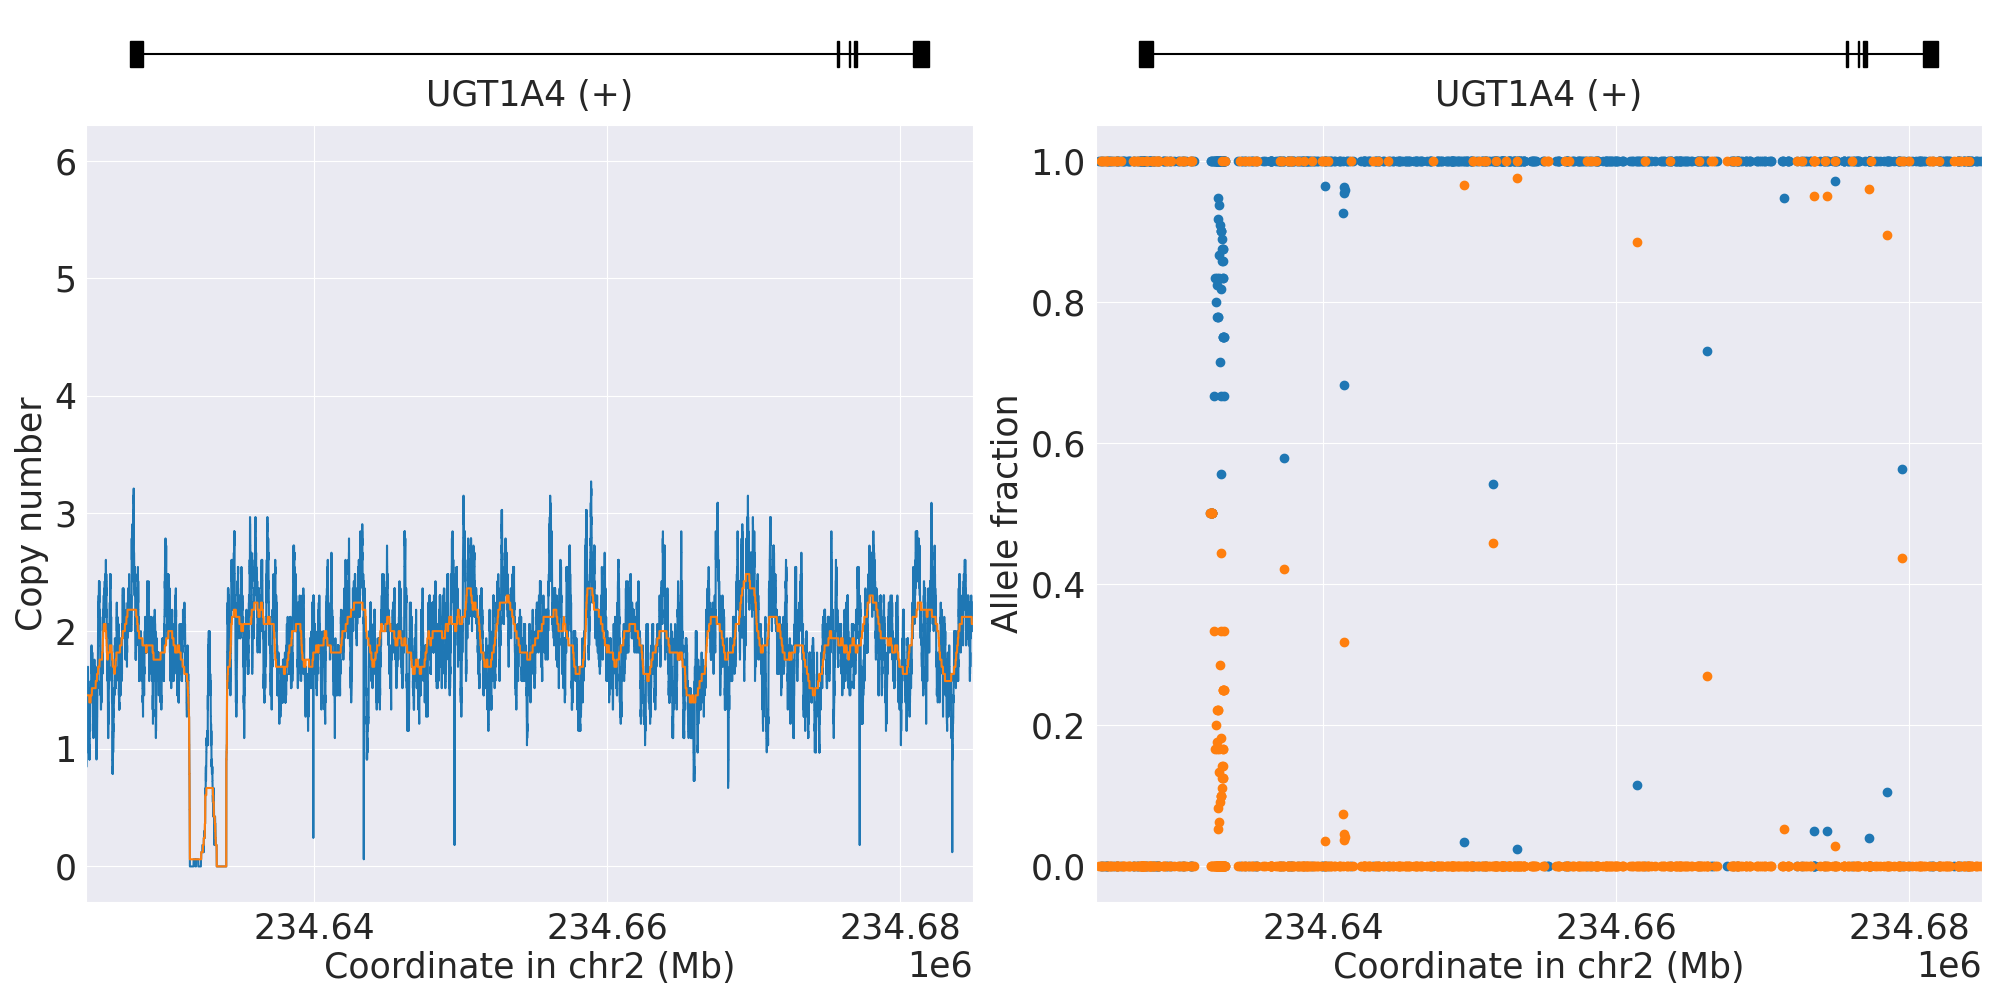 UGT1A4 (+)
6
5
4
3
2
1
0
Copy number
234.64 234.66 234.68
1e6
Coordinate in chr2 (Mb)
UGT1A4 (+)
1.0
0.8
0.6
0.4
0.2
0.0
Allele fraction
234.64 234.66 234.68
1e6
Coordinate in chr2 (Mb)